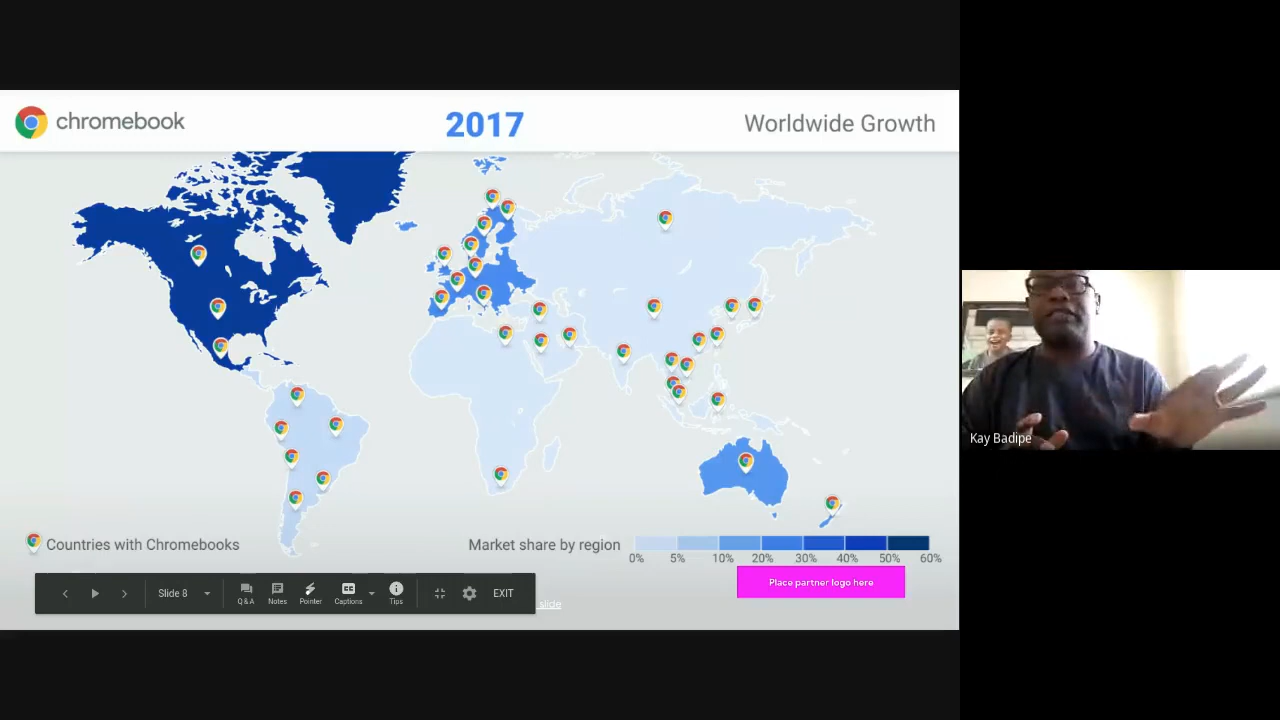 chromebook
2017
Worldwide Growth
Countries with Chromebooks
Market share by region
0% 5% 10% 20% 30% 40% 50% 60%
Place partner logo here
Slide 8
Q & A Notes Pointer Captions Tips
EXIT
slide
Kay Badipe